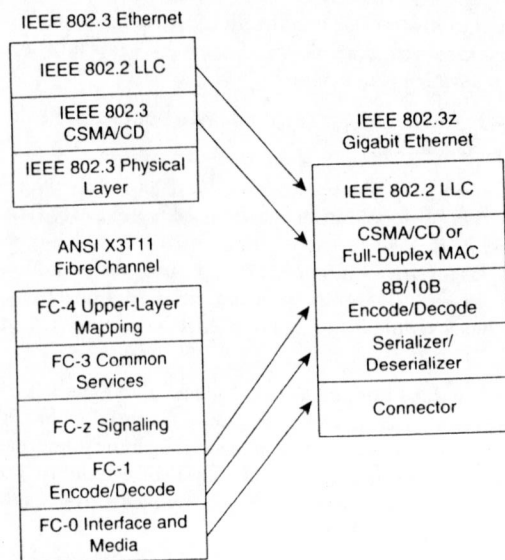 IEEE 802.3 Ethernet
IEEE 802.2 LLC
IEEE 802.3
CSMA/CD
IEEE 802.3 Physical
Layer
ANSI X3T11
FibreChannel
FC-4 Upper-Layer
Mapping
FC-3 Common
Services
FC-z Signaling
FC-1
Encode/Decode
FC-0 Interface and
Media
IEEE 802.3z
Gigabit Ethernet
IEEE 802.2 LLC
CSMA/CD or
Full-Duplex MAC
8B/10B
Encode/Decode
Serializer/
Deserializer
Connector